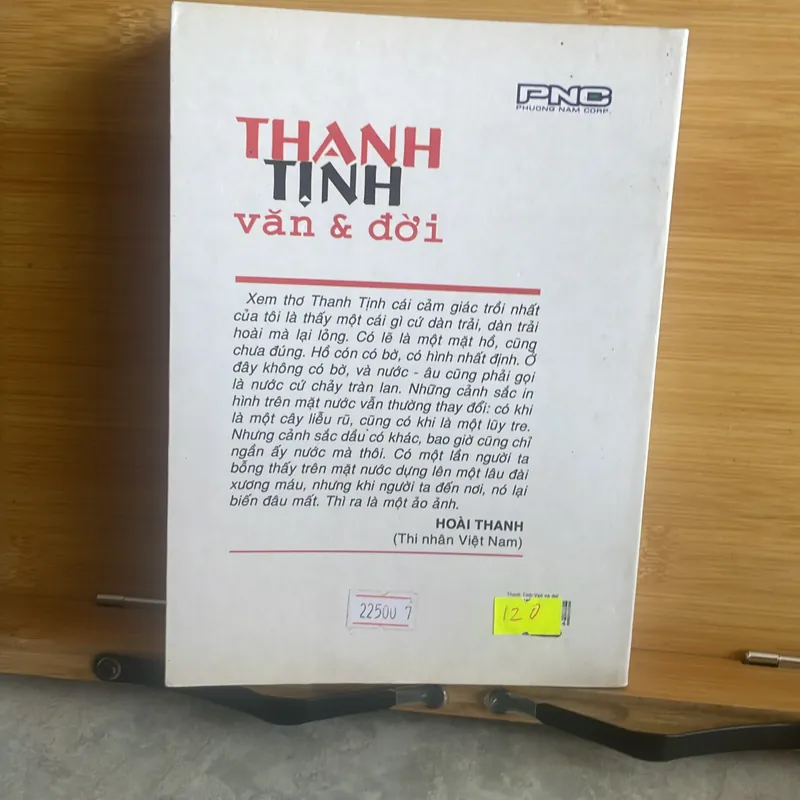 PNC
PHUONG NAM CORP.
THANH
TỊNH
văn & đời
Xem thơ Thanh Tịnh cái cảm giác trồi nhất
của tôi là thấy một cái gì cứ dàn trải, dàn trải
hoài mà lại lỏng. Có lẽ là một mặt hồ, cũng
chưa đúng. Hồ cón có bờ, có hình nhất định. Ở
đây không có bờ, và nước - âu cũng phải gọi
là nước cứ chảy tràn lan. Những cảnh sắc in
hình trên mặt nước vẫn thường thay đổi: có khi
là một cây liễu rũ, cũng có khi là một lũy tre.
Nhưng cảnh sắc dầu có khác, bao giờ cũng chỉ
ngần ấy nước mà thôi. Có một lần người ta
bỗng thấy trên mặt nước dựng lên một lâu đài
xương máu, nhưng khi người ta đến nơi, nó lại
biến đâu mất. Thì ra là một ảo ảnh.
HOÀI THANH
(Thi nhân Việt Nam)
Thanh Tịnh Văn và đời
22500 7
120